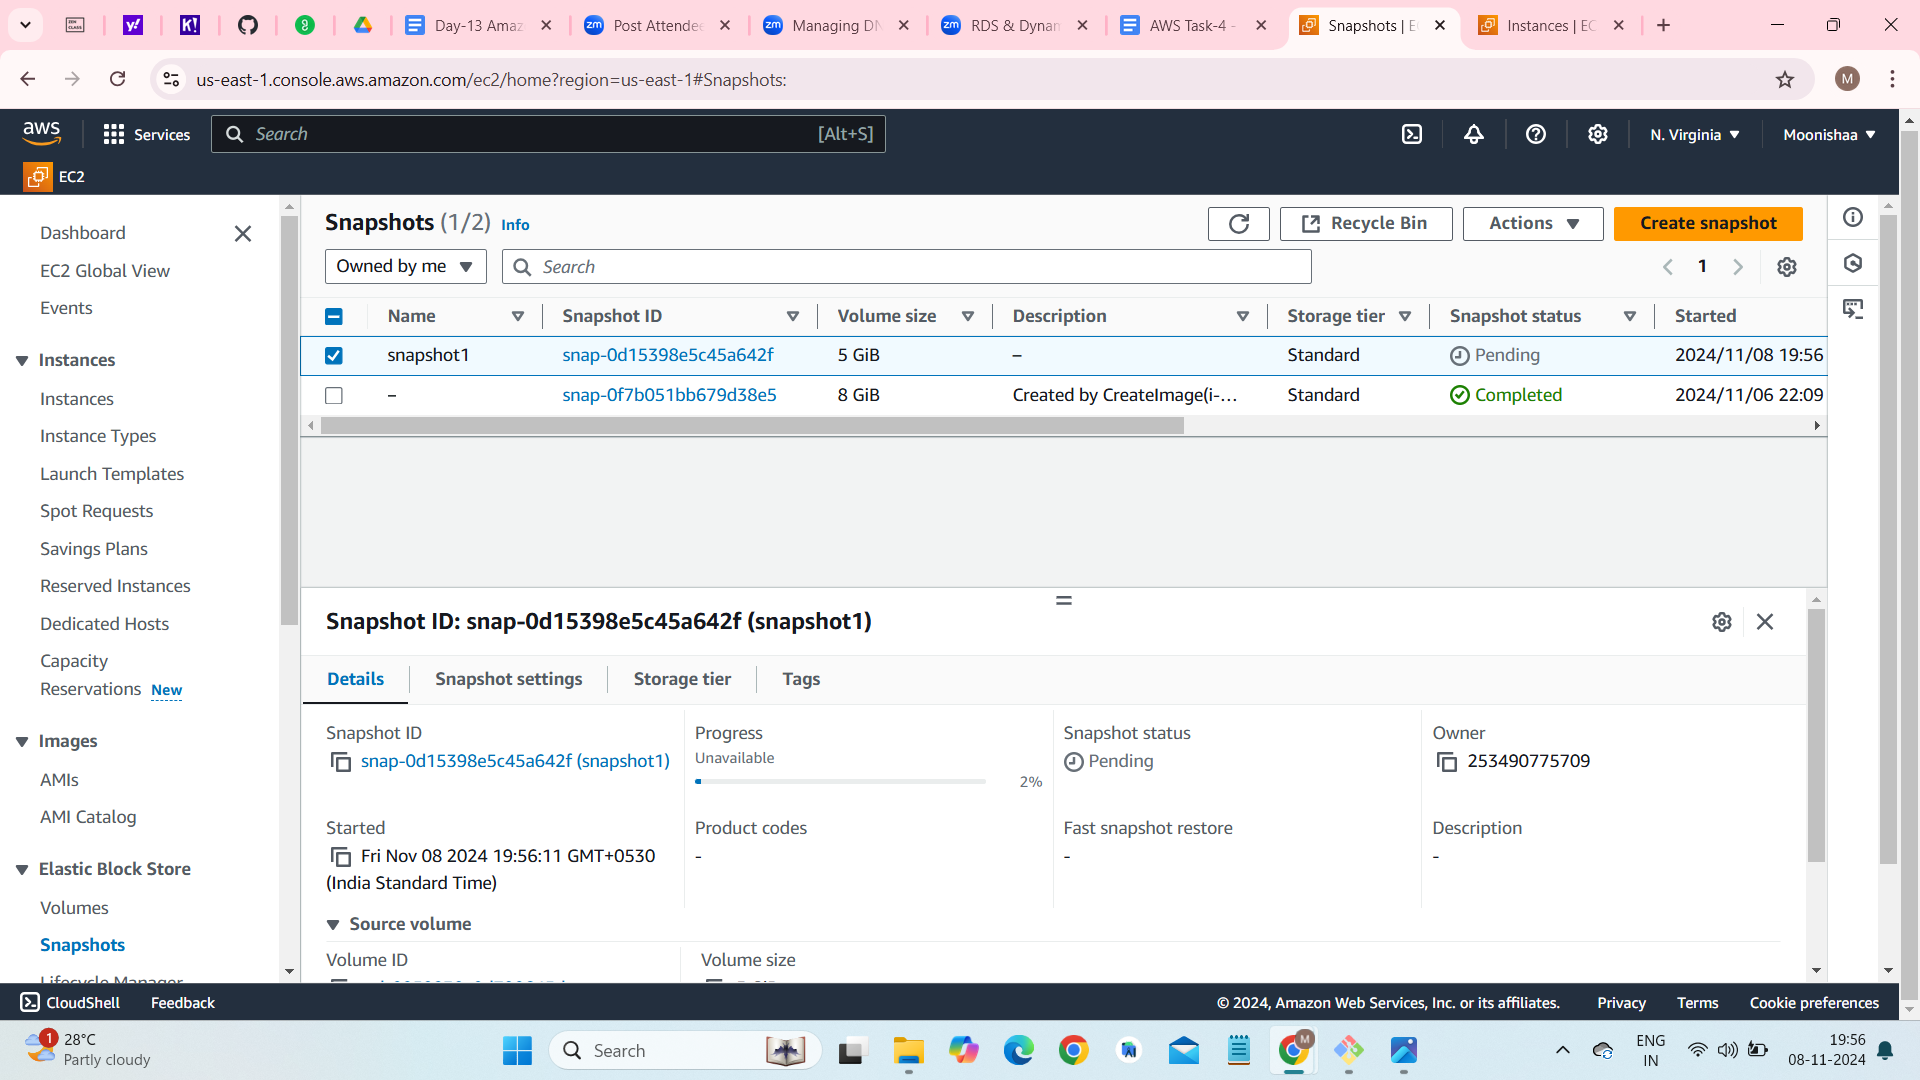 Day-13 Amaz
Post Attendee
Managing DN
RDS & Dynam
AWS Task-4 -
Snapshots | E
Instances | EC
us-east-1.console.aws.amazon.com/ec2/home?region=us-east-1#Snapshots:
M
aws
Services
Search
[Alt+S]
N. Virginia
Moonishaa
EC2
Dashboard
EC2 Global View
Events
Instances
Instances
Instance Types
Launch Templates
Spot Requests
Savings Plans
Reserved Instances
Dedicated Hosts
Capacity
Reservations New
Images
AMIs
AMI Catalog
Elastic Block Store
Volumes
Snapshots
Lifecycle Manager
Snapshots (1/2) Info
Recycle Bin
Actions
Create snapshot
Owned by me
Search
1
Name Snapshot ID Volume size Description Storage tier Snapshot status Started
snapshot1 snap-0d15398e5c45a642f 5 GiB – Standard Pending 2024/11/08 19:56
– snap-0f7b051bb679d38e5 8 GiB Created by CreateImage(i-... Standard Completed 2024/11/06 22:09
Snapshot ID: snap-0d15398e5c45a642f (snapshot1)
Details Snapshot settings Storage tier Tags
Snapshot ID
snap-0d15398e5c45a642f (snapshot1)
Progress
Unavailable
2%
Snapshot status
Pending
Owner
253490775709
Started
Fri Nov 08 2024 19:56:11 GMT+0530
(India Standard Time)
Product codes
-
Fast snapshot restore
-
Description
-
Source volume
Volume ID
Volume size
CloudShell Feedback
© 2024, Amazon Web Services, Inc. or its affiliates. Privacy Terms Cookie preferences
1
28°C
Partly cloudy
Search
M
ENG
IN
19:56
08-11-2024